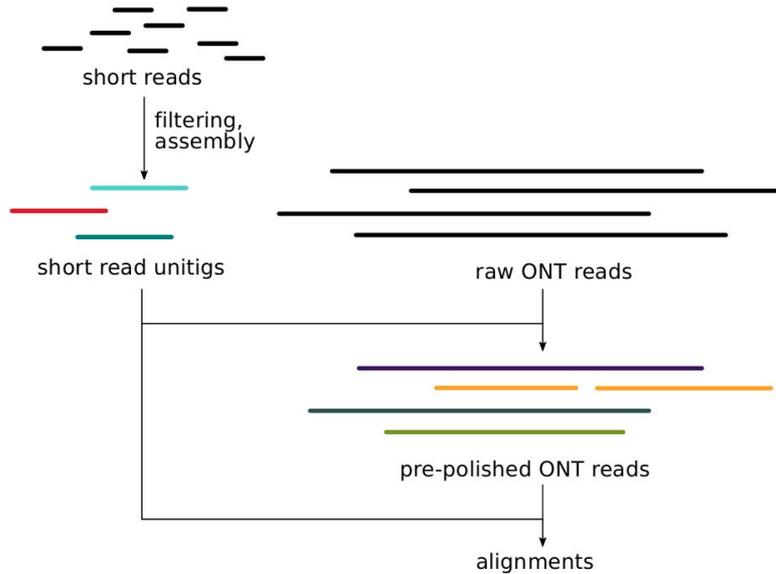 short reads
filtering,
assembly
short read unitigs
raw ONT reads
pre-polished ONT reads
alignments